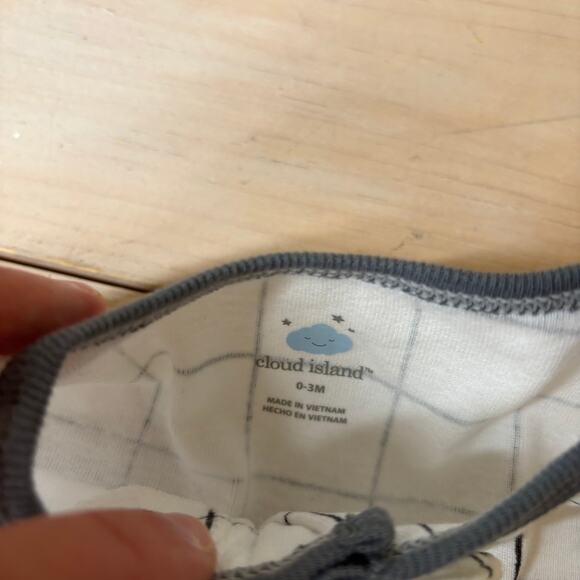 cloud island™
0-3M
MADE IN VIETNAM
HECHO EN VIETNAM